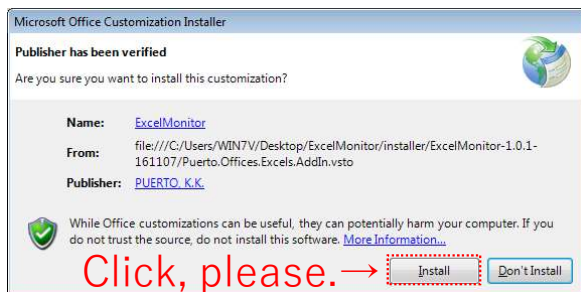 Microsoft Office Customization Installer
Publisher has been verified
Are you sure you want to install this customization?
Name: ExcelMonitor
From: file:///C:/Users/WIN7V/Desktop/ExcelMonitor/installer/ExcelMonitor-1.0.1-
161107/Puerto.Offices.Excels.AddIn.vsto
Publisher: PUERTO, K.K.
While Office customizations can be useful, they can potentially harm your computer. If you
do not trust the source, do not install this software. More Information...
Click, please.→ Install Don't Install